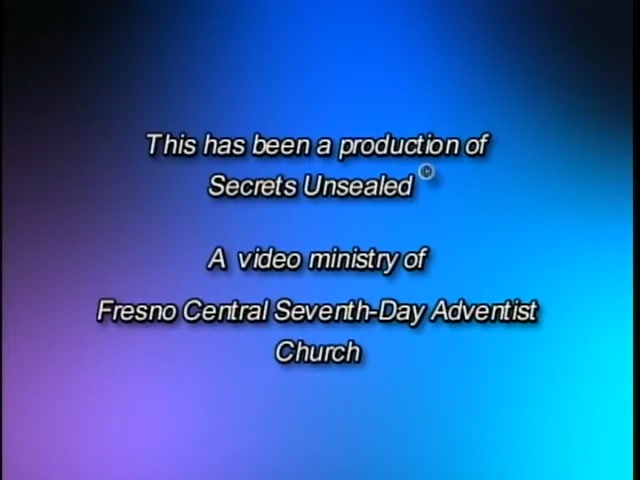 This has been a production of
Secrets Unsealed ©
A video ministry of
Fresno Central Seventh-Day Adventist
Church